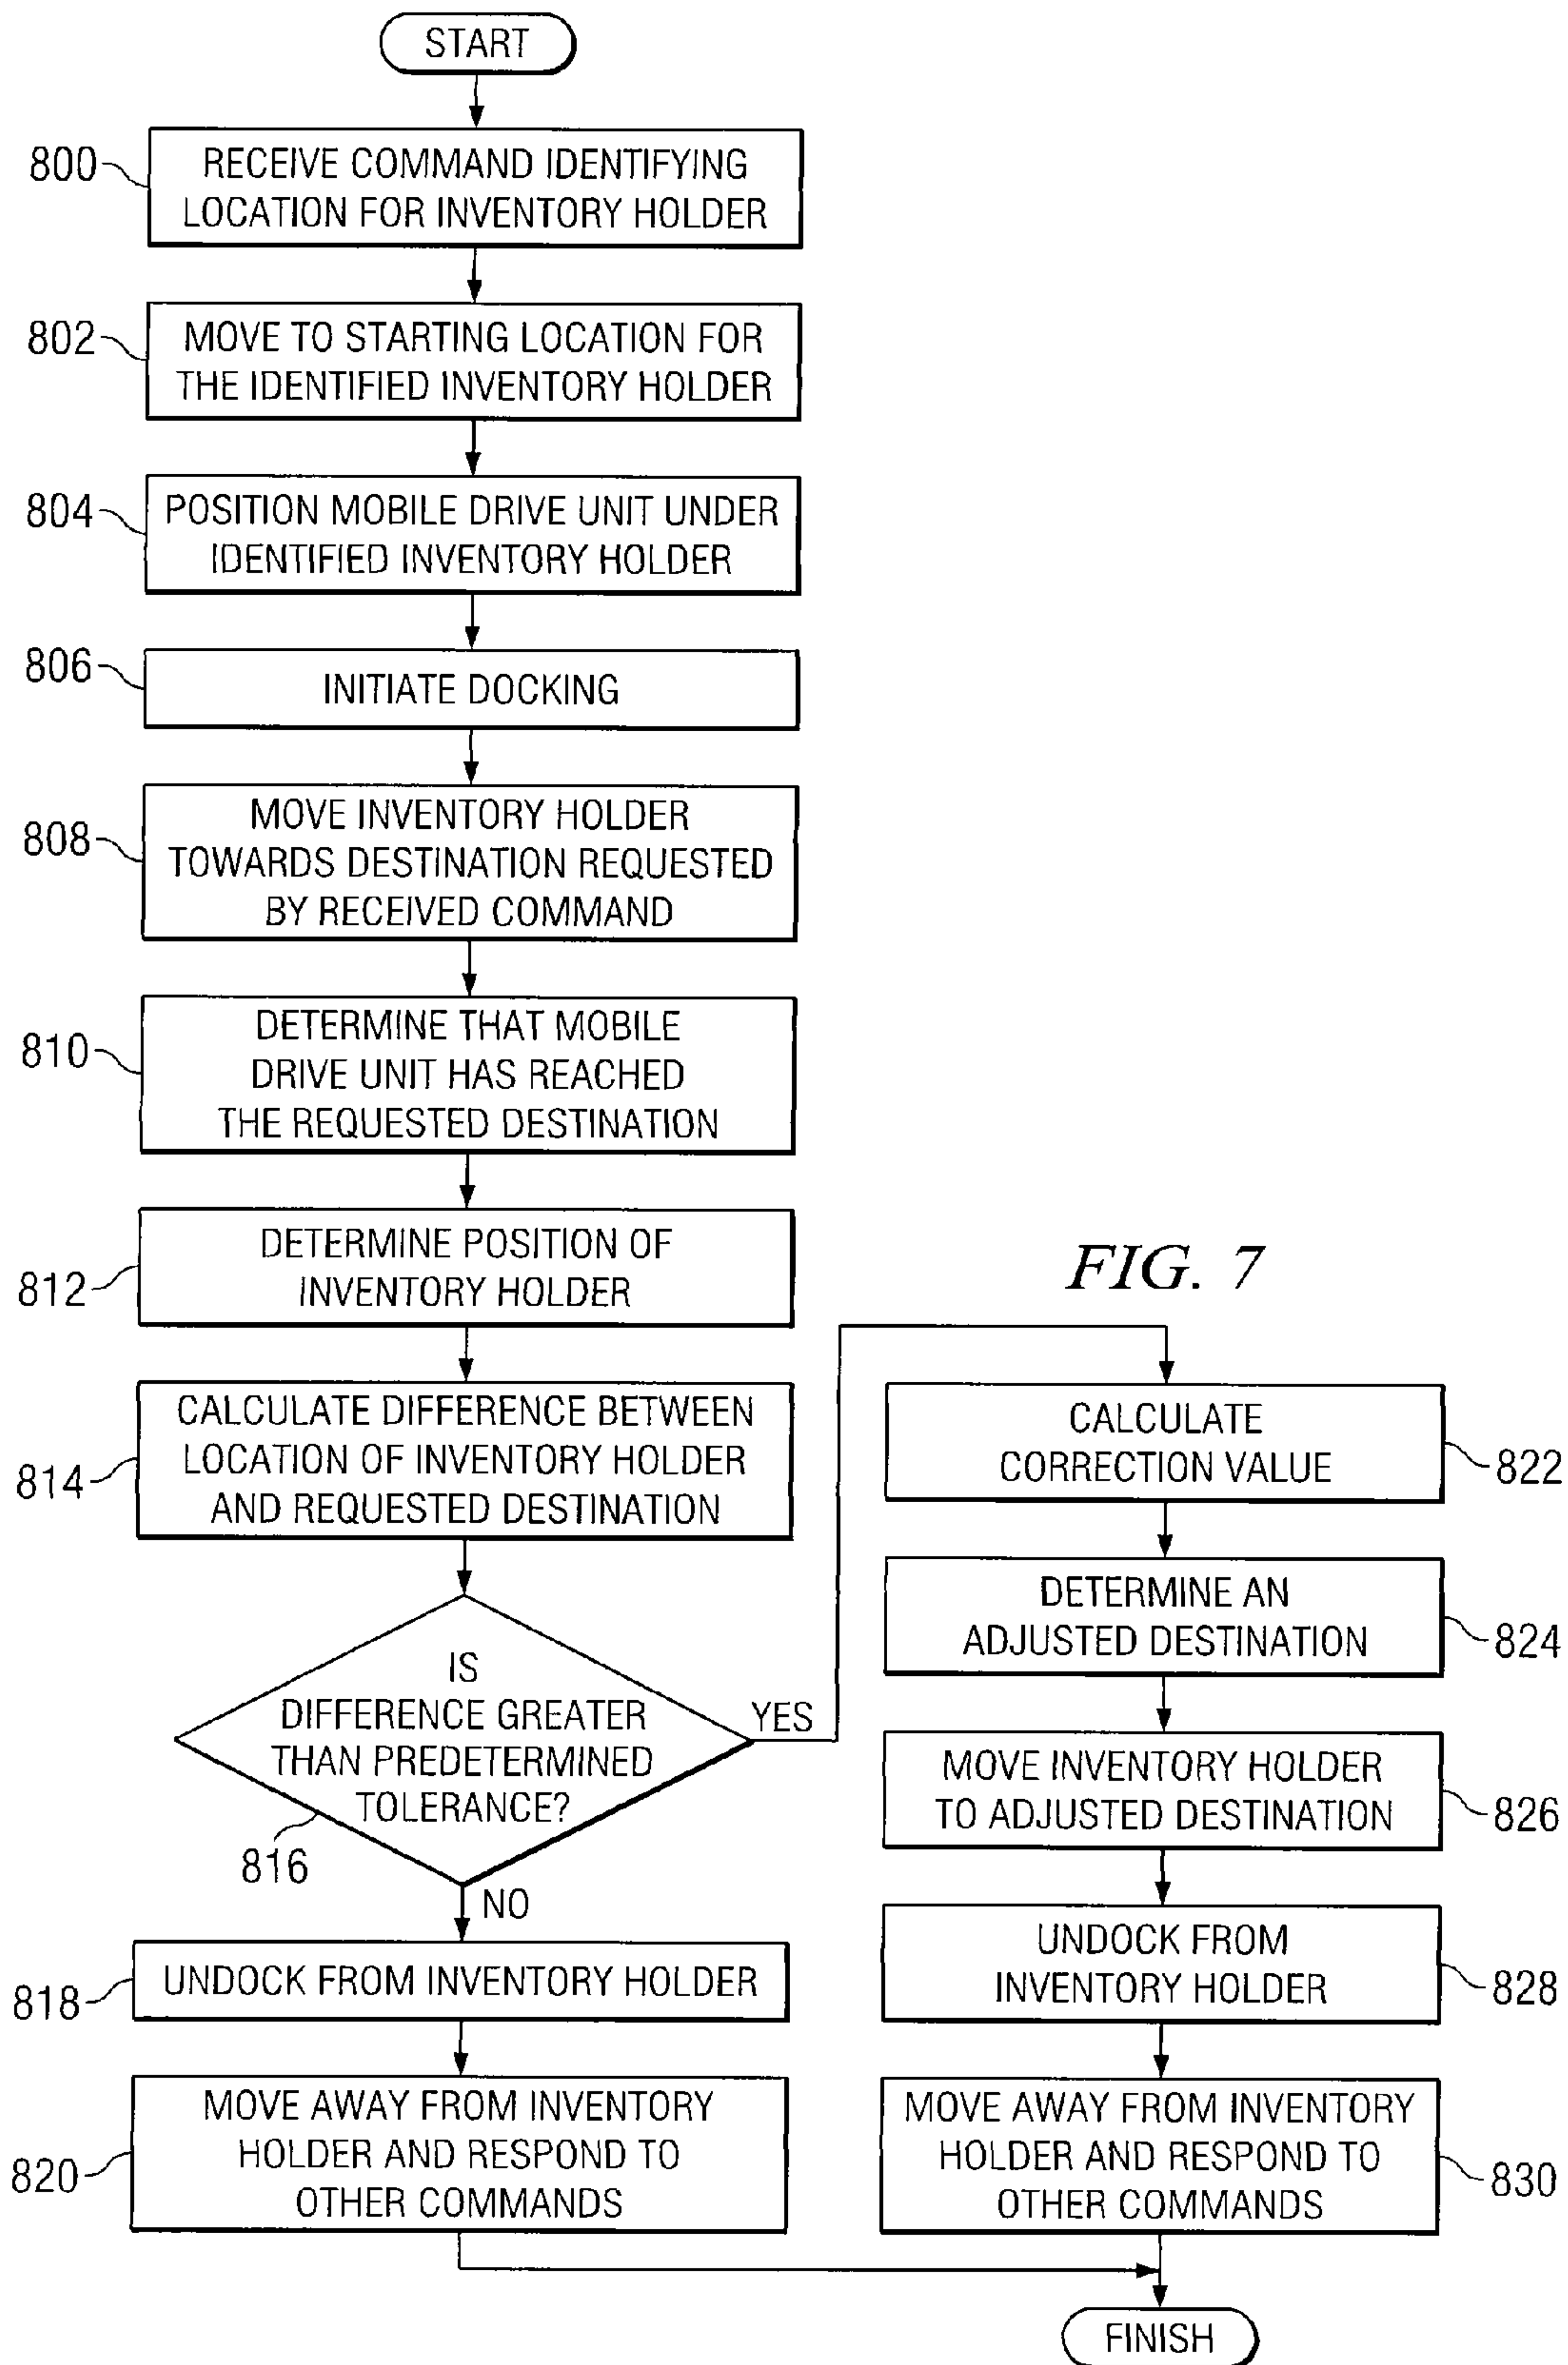 START
800
RECEIVE COMMAND IDENTIFYING
LOCATION FOR INVENTORY HOLDER
802
MOVE TO STARTING LOCATION FOR
THE IDENTIFIED INVENTORY HOLDER
804
POSITION MOBILE DRIVE UNIT UNDER
IDENTIFIED INVENTORY HOLDER
806
INITIATE DOCKING
808
MOVE INVENTORY HOLDER
TOWARDS DESTINATION REQUESTED
BY RECEIVED COMMAND
810
DETERMINE THAT MOBILE
DRIVE UNIT HAS REACHED
THE REQUESTED DESTINATION
812
DETERMINE POSITION OF
INVENTORY HOLDER
814
CALCULATE DIFFERENCE BETWEEN
LOCATION OF INVENTORY HOLDER
AND REQUESTED DESTINATION
IS
DIFFERENCE GREATER
THAN PREDETERMINED
TOLERANCE?
816
YES
NO
818
UNDOCK FROM INVENTORY HOLDER
820
MOVE AWAY FROM INVENTORY
HOLDER AND RESPOND TO
OTHER COMMANDS
FIG. 7
CALCULATE
CORRECTION VALUE
822
DETERMINE AN
ADJUSTED DESTINATION
824
MOVE INVENTORY HOLDER
TO ADJUSTED DESTINATION
826
UNDOCK FROM
INVENTORY HOLDER
828
MOVE AWAY FROM INVENTORY
HOLDER AND RESPOND TO
OTHER COMMANDS
830
FINISH